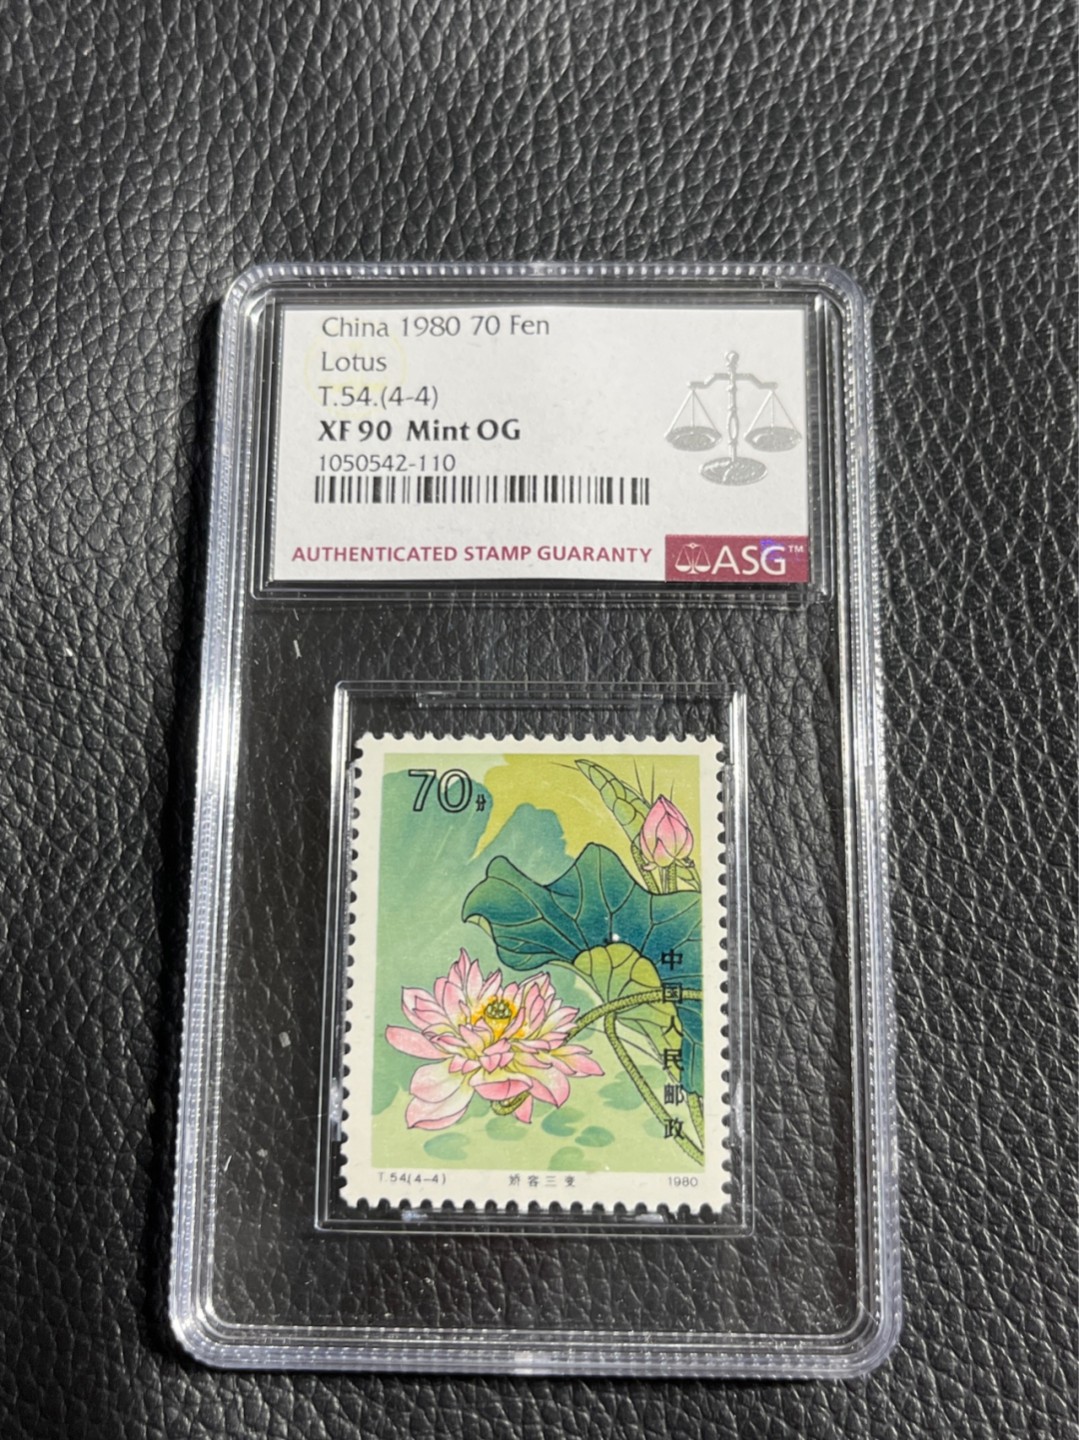 China 1980 70 Fen
Lotus
T.54.(4-4)
XF 90 Mint OG
1050542-110
AUTHENTICATED STAMP GUARANTY
ASG™
70分
中国人民邮政
T.54(4-4) 娇容三变 1980